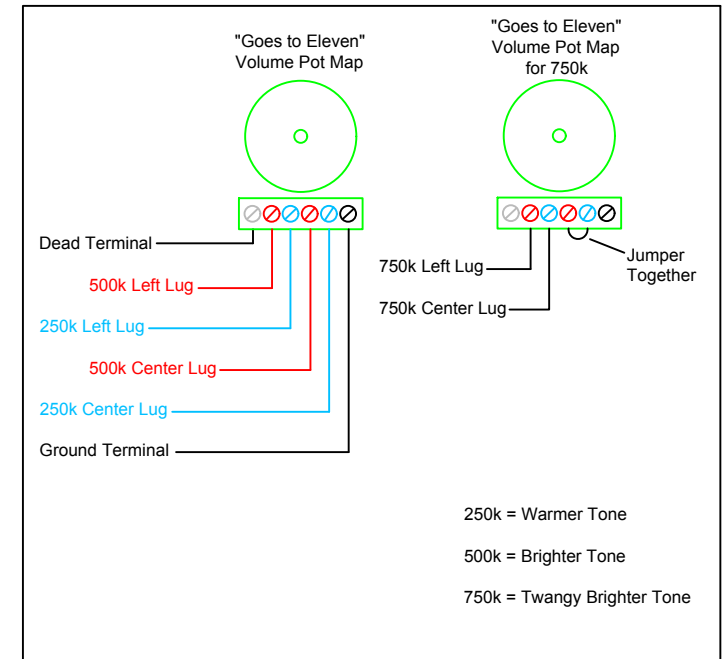 "Goes to Eleven"
Volume Pot Map
Dead Terminal
500k Left Lug
250k Left Lug
500k Center Lug
250k Center Lug
Ground Terminal
"Goes to Eleven"
Volume Pot Map
for 750k
750k Left Lug
750k Center Lug
Jumper
Together
250k = Warmer Tone
500k = Brighter Tone
750k = Twangy Brighter Tone